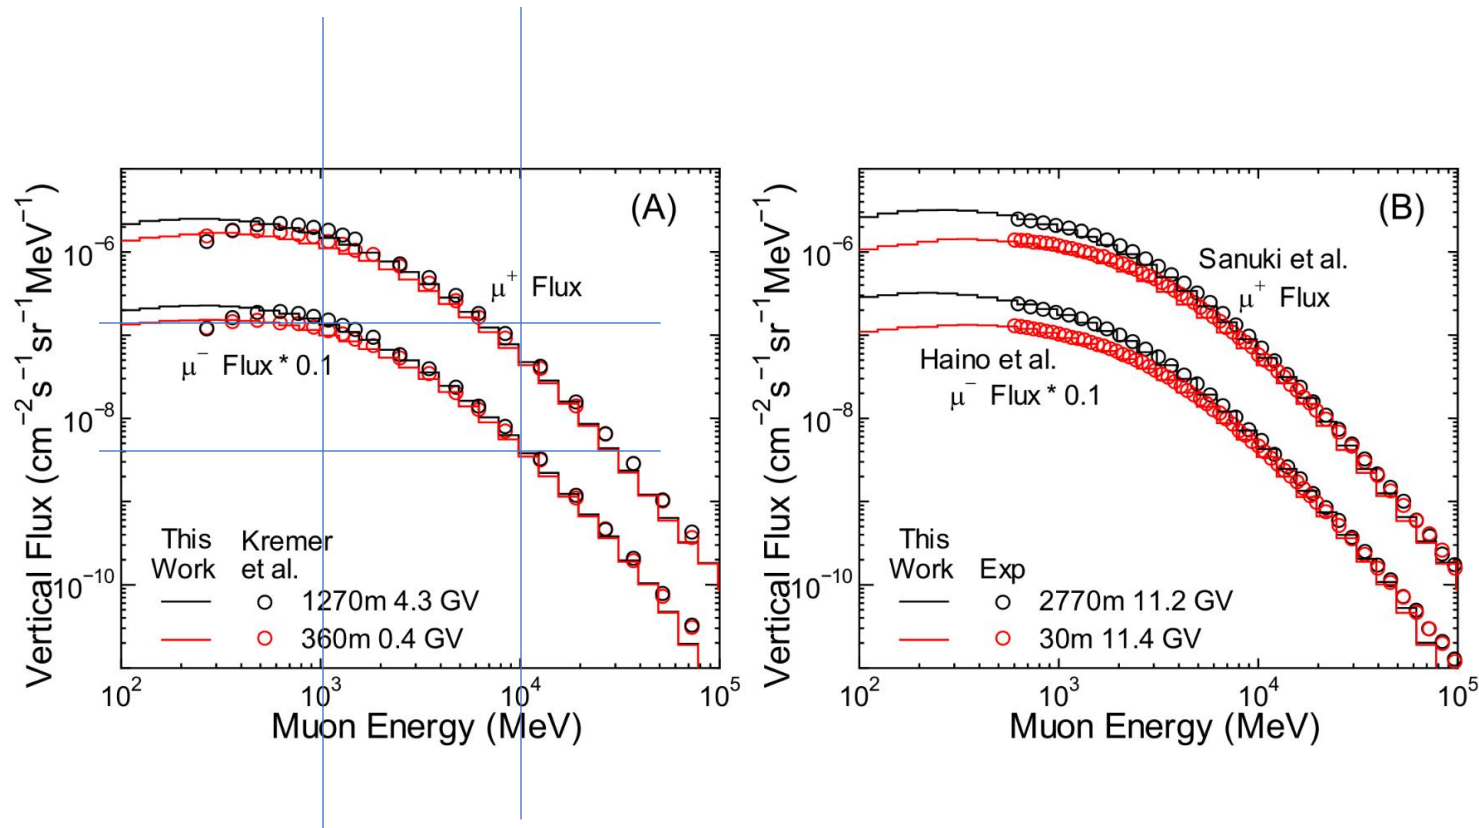 (A)
10⁻⁶
10⁻⁸
10⁻¹⁰
Vertical Flux (cm⁻²s⁻¹sr⁻¹MeV⁻¹)
μ⁺ Flux
μ⁻ Flux * 0.1
This Work
Kremer et al.
1270m 4.3 GV
360m 0.4 GV
10² 10³ 10⁴ 10⁵
Muon Energy (MeV)
(B)
10⁻⁶
10⁻⁸
10⁻¹⁰
Vertical Flux (cm⁻²s⁻¹sr⁻¹MeV⁻¹)
Sanuki et al.
μ⁺ Flux
Haino et al.
μ⁻ Flux * 0.1
This
Work Exp
2770m 11.2 GV
30m 11.4 GV
10² 10³ 10⁴ 10⁵
Muon Energy (MeV)